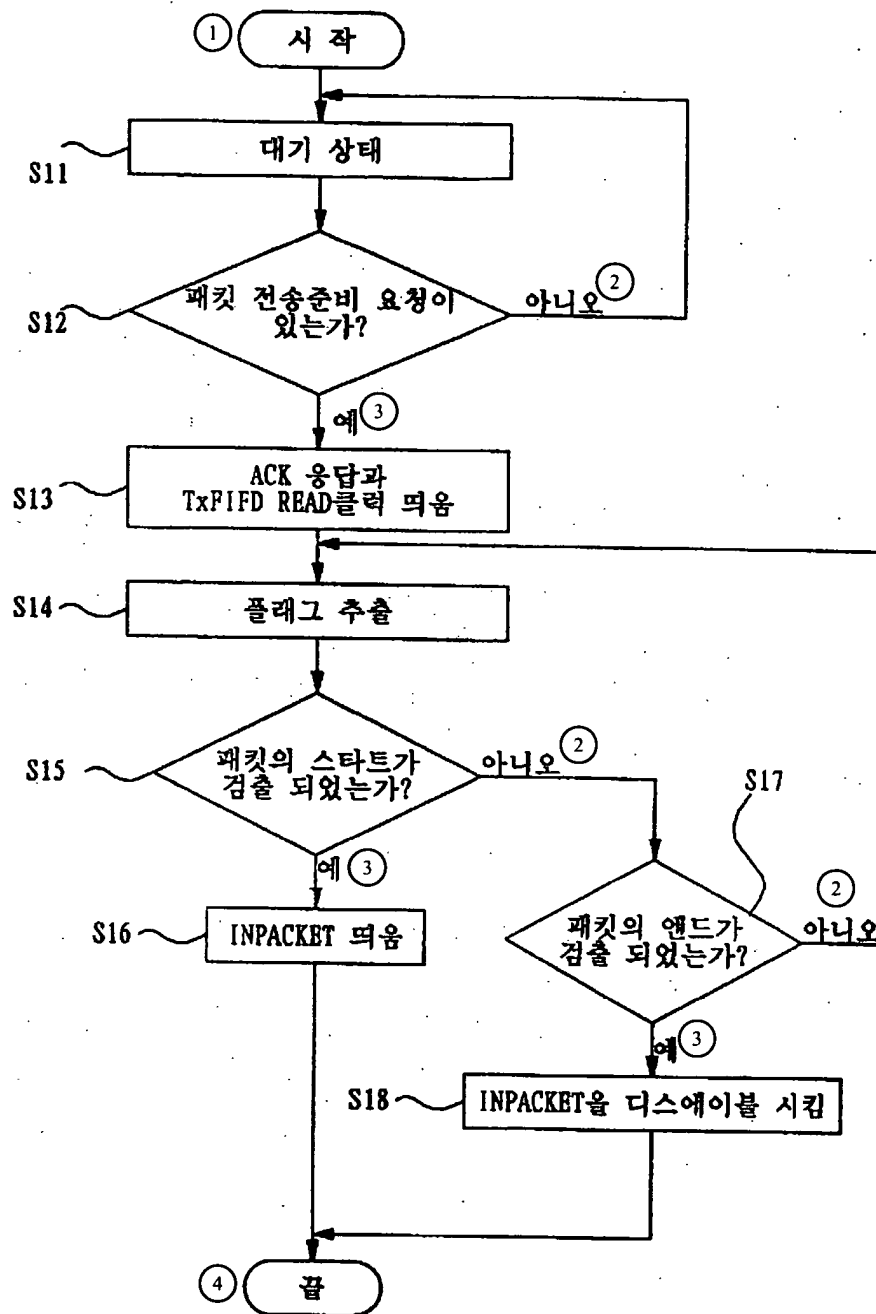 ① 시 작
S11 대기 상태
S12 패킷 전송준비 요청이
있는가?
아니오 ②
예 ③
S13 ACK 응답과
TxFIFD READ클럭 띄움
S14 플래그 추출
S15 패킷의 스타트가
검출 되었는가?
아니오 ②
S17
예 ③
패킷의 앤드가
검출 되었는가?
②
아니오
S16 INPACKET 띄움
예 ③
S18 INPACKET을 디스에이블 시킴
④ 끝